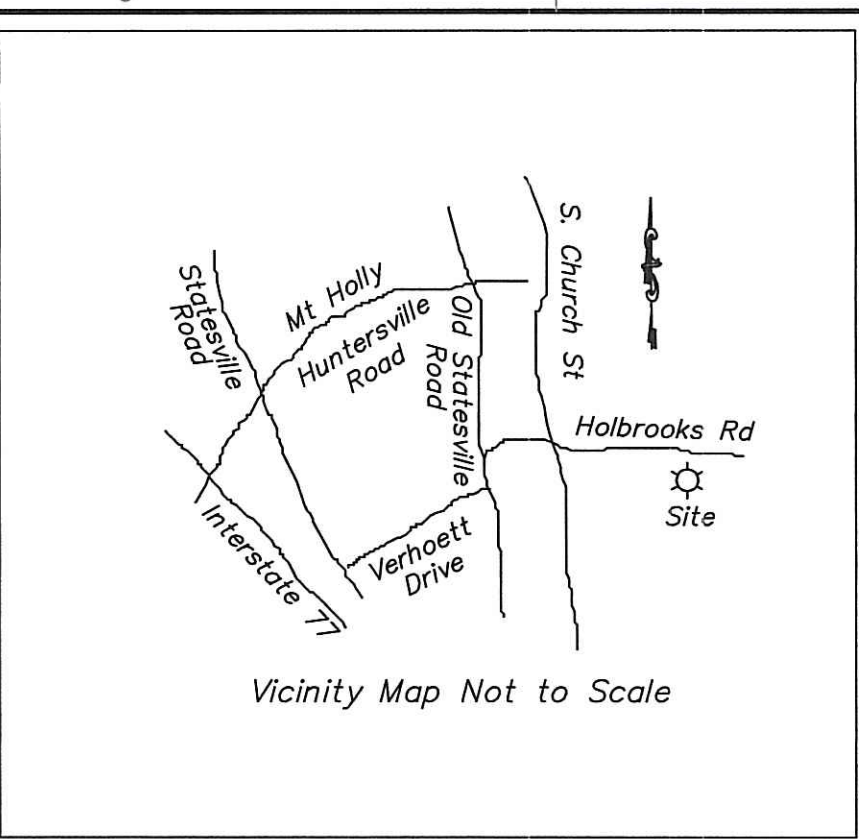 S. Church St
Mt Holly
Statesville
Road
Huntersville
Road
Old Statesville
Road
Holbrooks Rd
Site
Interstate 77
Verhoett
Drive
Vicinity Map Not to Scale